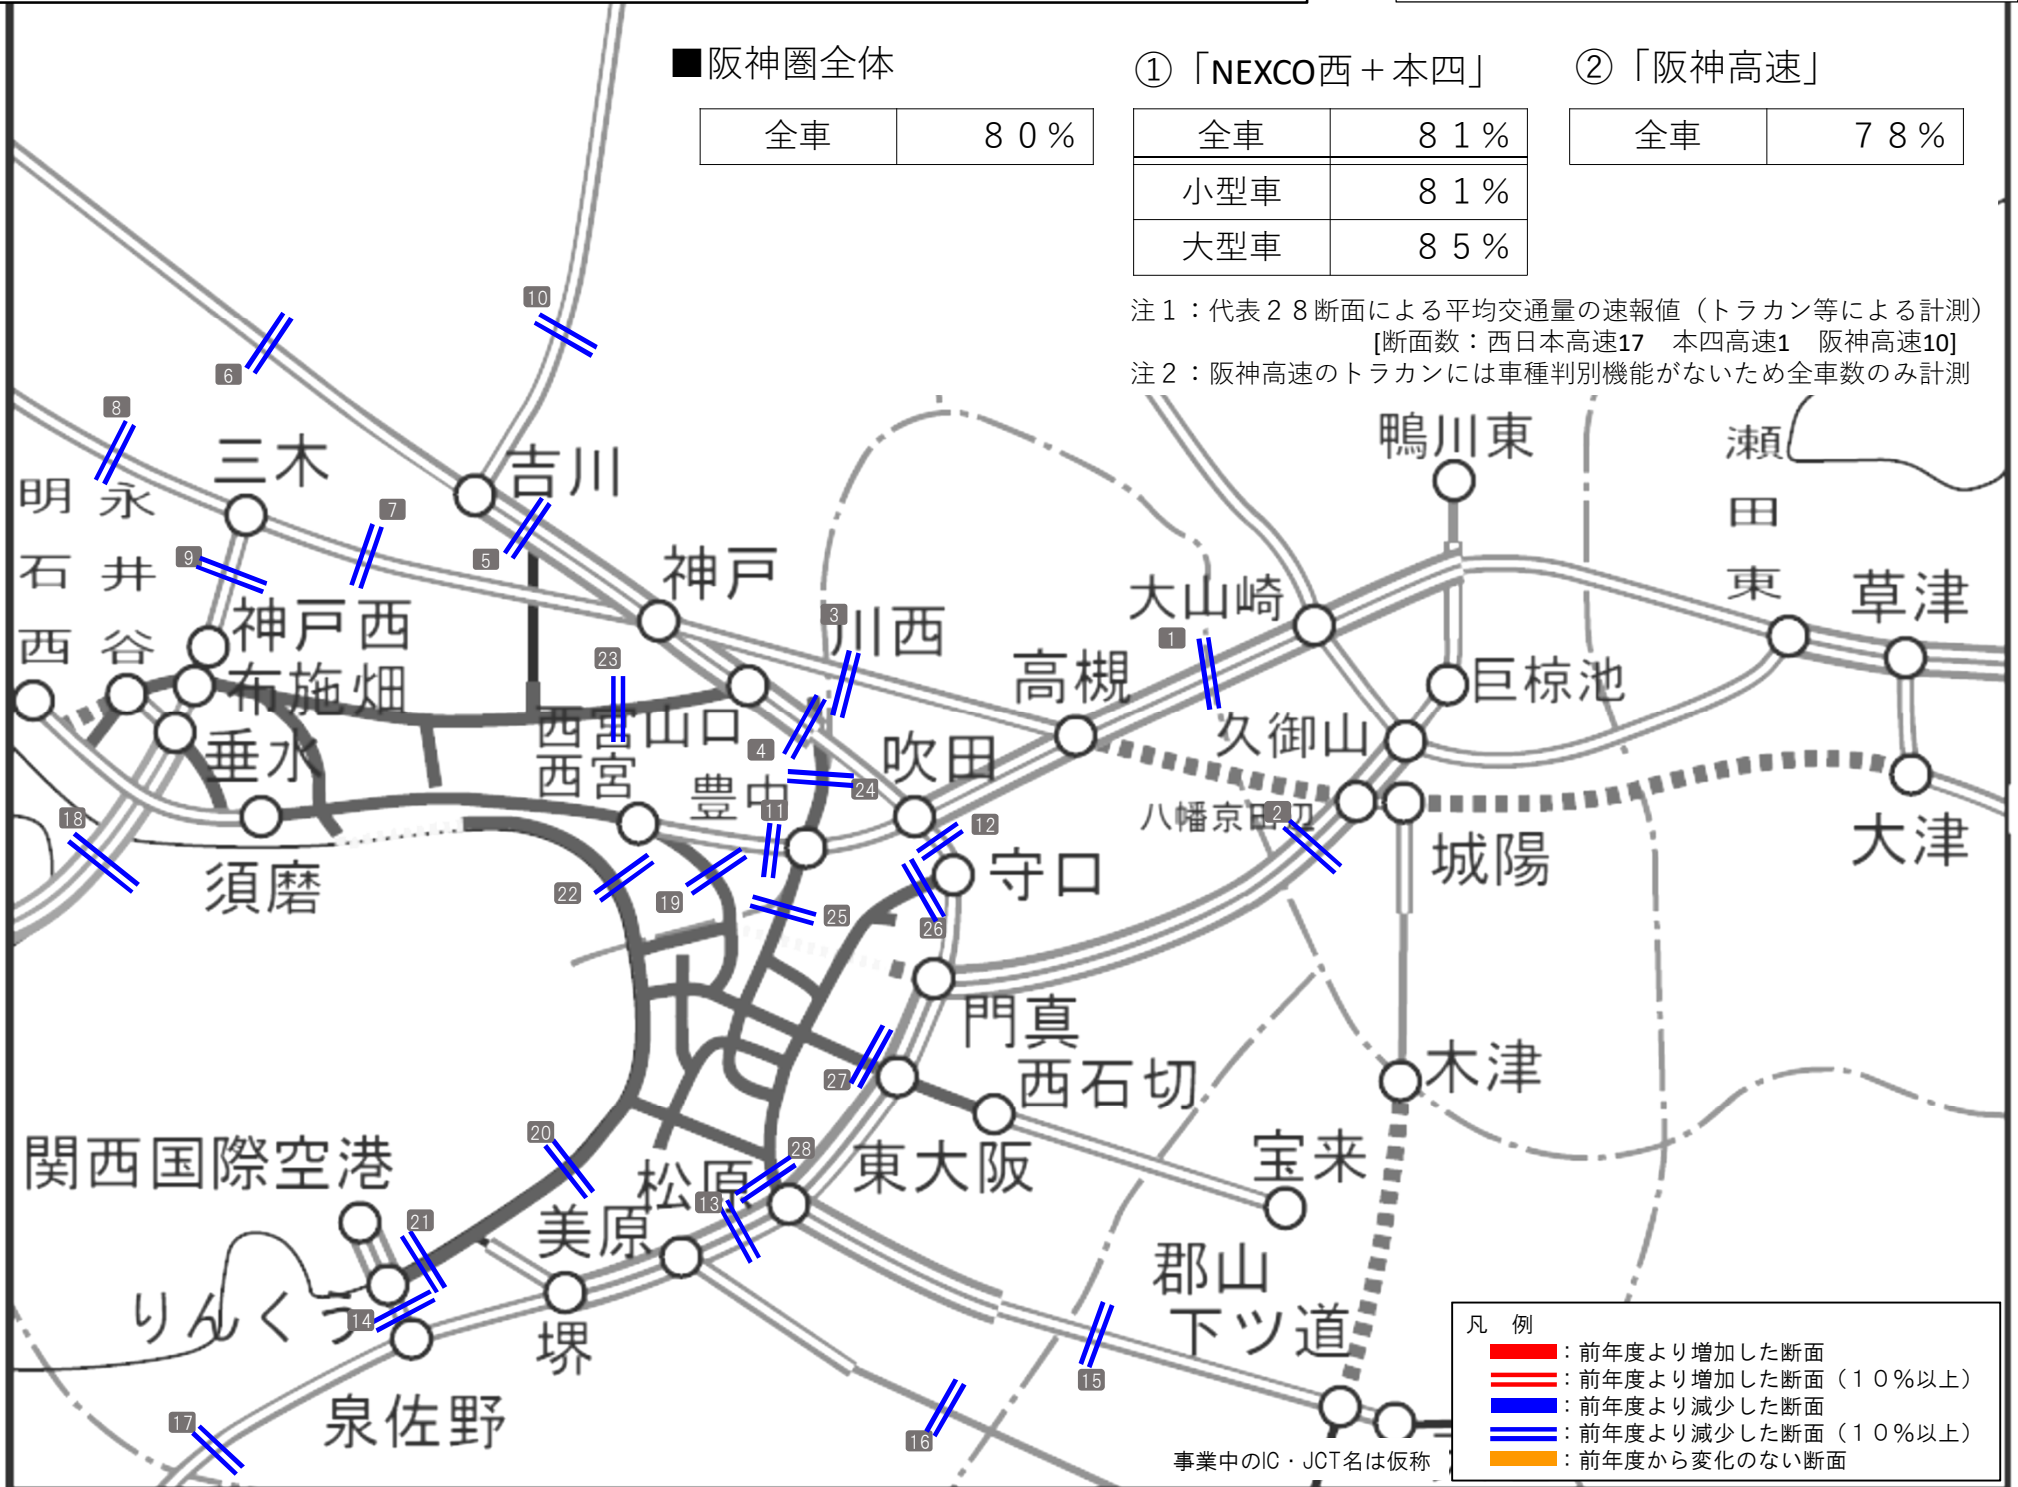 ■阪神圏全体
全車 ８０%
①「NEXCO西＋本四」
全車 ８１%
小型車 ８１%
大型車 ８５%
②「阪神高速」
全車 ７８%
注１：代表２８断面による平均交通量の速報値（トラカン等による計測）
[断面数：西日本高速17　本四高速1　阪神高速10]
注２：阪神高速のトラカンには車種判別機能がないため全車数のみ計測
10
6
8
三木
吉川
鴨川東
瀬田東
明石西
永井谷
7
5
9
神戸
大山崎
草津
神戸西
3
川西
1
布施畑
23
高槻
巨椋池
西宮山口
4
久御山
垂水
西宮
豊中
吹田
24
11
18
12
八幡京田辺
2
城陽
大津
須磨
22
19
25
26
守口
門真
27
西石切
木津
関西国際空港
20
松原
28
東大阪
宝来
21
美原
13
りんくう
14
堺
郡山下ツ道
15
17
泉佐野
16
事業中のIC・JCT名は仮称
凡　例
：前年度より増加した断面
：前年度より増加した断面（１０％以上）
：前年度より減少した断面
：前年度より減少した断面（１０％以上）
：前年度から変化のない断面